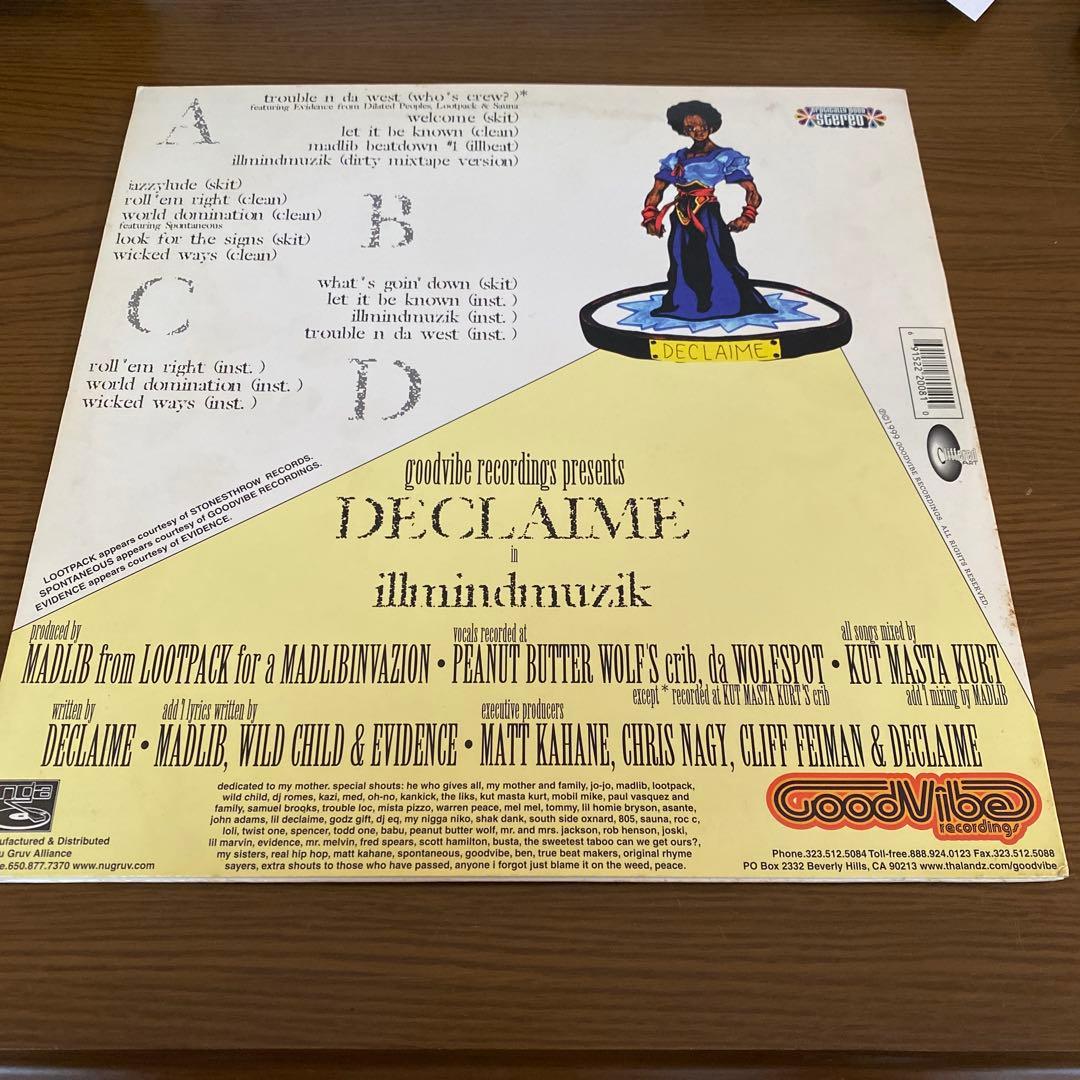 A
trouble n da west (who's crew?)*
featuring Evidence from Dilated Peoples, Lootpack & Sauna
welcome (skit)
let it be known (clean)
madlib beatdown #1 (illbeat)
illmindmuzik (dirty mixtape version)
B
jazzylude (skit)
roll 'em right (clean)
world domination (clean)
featuring Spontaneous
look for the signs (skit)
wicked ways (clean)
C
what's goin' down (skit)
let it be known (inst. )
illmindmuzik (inst. )
trouble n da west (inst. )
D
roll 'em right (inst. )
world domination (inst. )
wicked ways (inst. )
stereo
DECLAIME
6 91522 20081 0
LOOTPACK appears courtesy of STONESTHROW RECORDS.
SPONTANEOUS appears courtesy of GOODVIBE RECORDINGS.
EVIDENCE appears courtesy of EVIDENCE.
℗©1999 GOODVIBE RECORDINGS. ALL RIGHTS RESERVED.
goodvibe recordings presents
DECLAIME
in
illmindmuzik
produced by
MADLIB from LOOTPACK for a MADLIBINVAZION •
vocals recorded at
PEANUT BUTTER WOLF'S crib, da WOLFSPOT •
except * recorded at KUT MASTA KURT'S crib
all songs mixed by
KUT MASTA KURT
add'l mixing by MADLIB
written by
DECLAIME •
add'l lyrics written by
MADLIB, WILD CHILD & EVIDENCE •
executive producers
MATT KAHANE, CHRIS NAGY, CLIFF FEIMAN & DECLAIME
nga
ufactured & Distributed
u Gruv Alliance
e.650.877.7370 www.nugruv.com
dedicated to my mother. special shouts: he who gives all, my mother and family, jo-jo, madlib, lootpack,
wild child, dj romes, kazi, med, oh-no, kankick, the liks, kut masta kurt, mobil mike, paul vasquez and
family, samuel brooks, trouble loc, mista pizzo, warren peace, mel mel, tommy, lil homie bryson, asante,
john adams, lil declaime, godz gift, dj eq, my nigga niko, shak dank, south side oxnard, 805, sauna, roc c,
loli, twist one, spencer, todd one, babu, peanut butter wolf, mr. and mrs. jackson, rob henson, joski,
lil marvin, evidence, mr. melvin, fred spears, scott hamilton, busta, the sweetest taboo can we get ours?,
my sisters, real hip hop, matt kahane, spontaneous, goodvibe, ben, true beat makers, original rhyme
sayers, extra shouts to those who have passed, anyone i forgot just blame it on the weed, peace.
GoodVibe
recordings
Phone.323.512.5084 Toll-free.888.924.0123 Fax.323.512.5088
PO Box 2332 Beverly Hills, CA 90213 www.thalandz.com/goodvibe